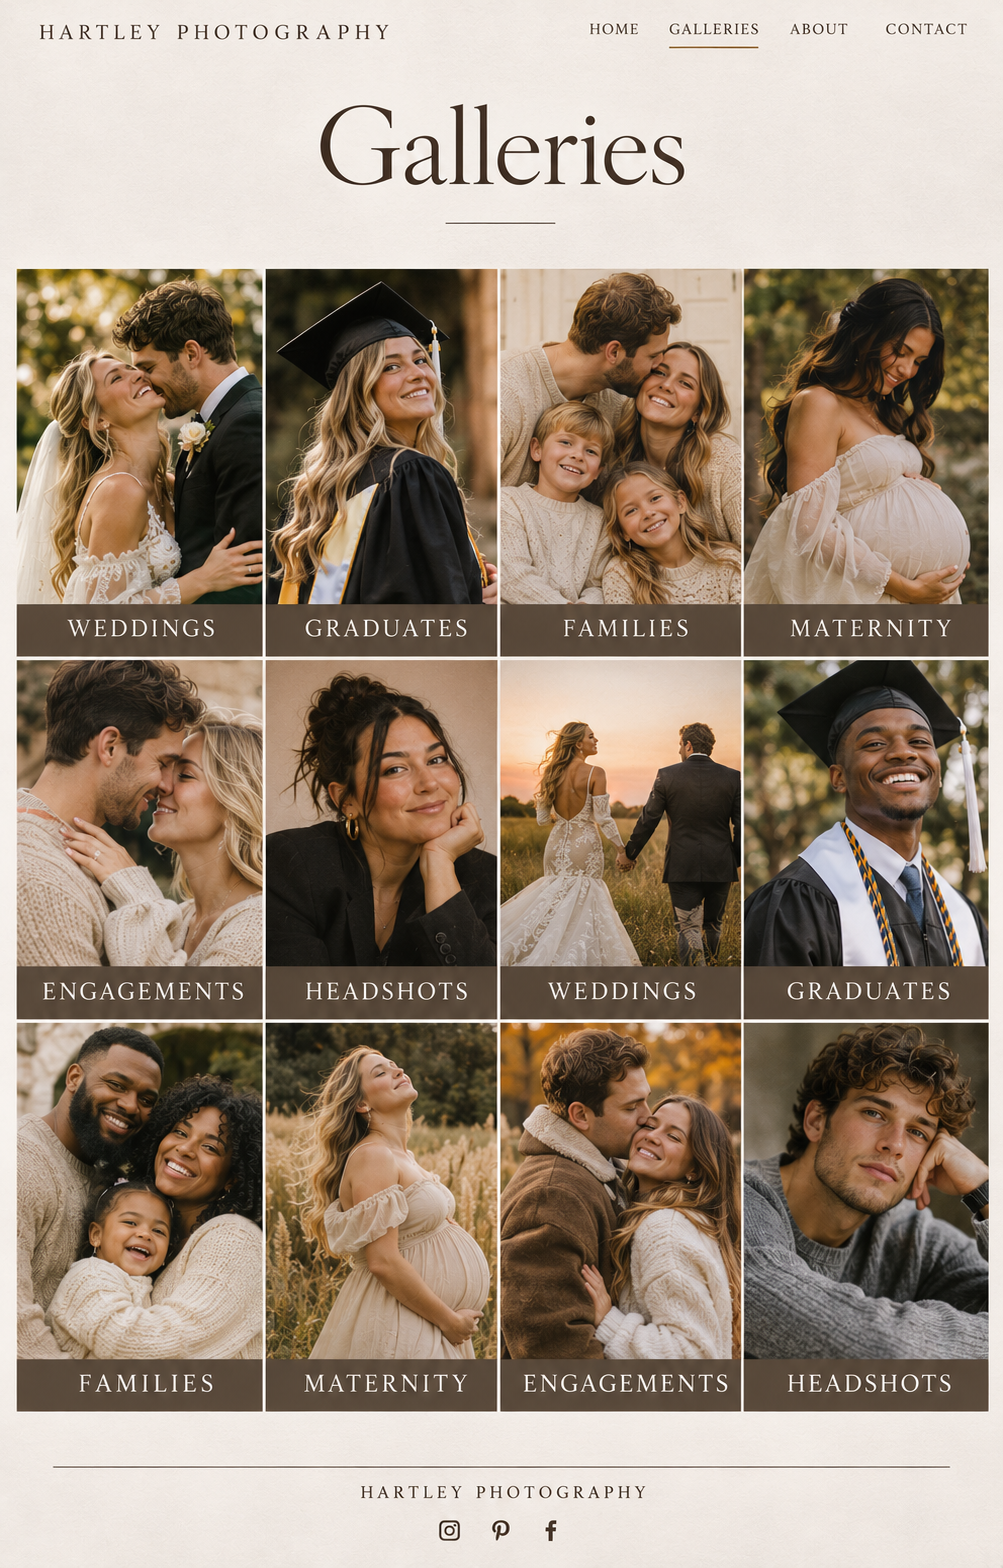 HARTLEY PHOTOGRAPHY
HOME GALLERIES ABOUT CONTACT
Galleries
WEDDINGS
GRADUATES
FAMILIES
MATERNITY
ENGAGEMENTS
HEADSHOTS
WEDDINGS
GRADUATES
FAMILIES
MATERNITY
ENGAGEMENTS
HEADSHOTS
HARTLEY PHOTOGRAPHY